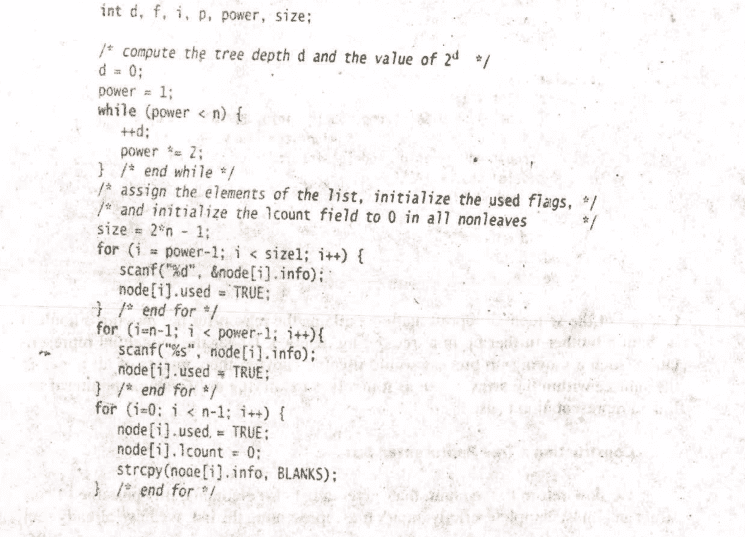 int d, f, i, p, power, size;
/* compute the tree depth d and the value of 2ᵈ */
d = 0;
power = 1;
while (power < n) {
++d;
power *= 2;
} /* end while */
/* assign the elements of the list, initialize the used flags, */
/* and initialize the lcount field to 0 in all nonleaves */
size = 2*n - 1;
for (i = power-1; i < size1; i++) {
scanf("%d", &node[i].info);
node[i].used = TRUE;
} /* end for */
for (i=n-1; i < power-1; i++){
scanf("%s", node[i].info);
node[i].used = TRUE;
} /* end for */
for (i=0; i < n-1; i++) {
node[i].used = TRUE;
node[i].lcount = 0;
strcpy(node[i].info, BLANKS);
} /* end for */